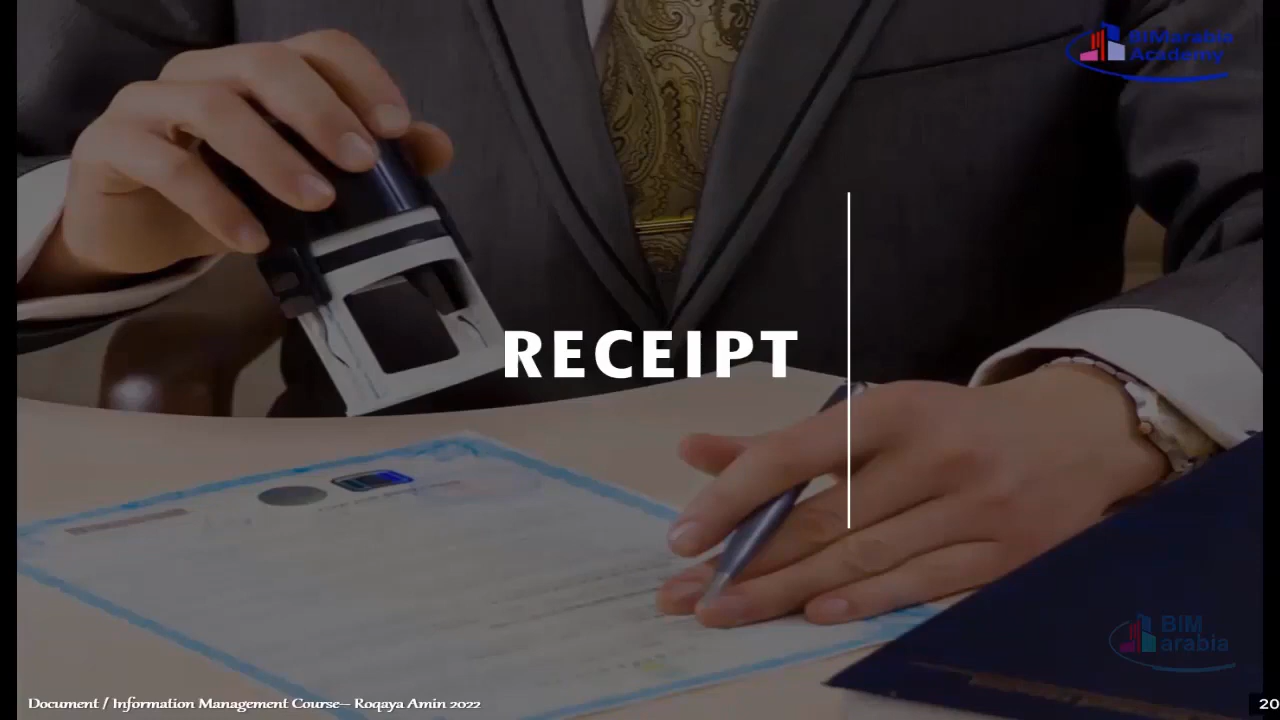 BIMarabia
Academy
RECEIPT
BIM
arabia
Document / Information Management Course-- Roqaya Amin 2022
20